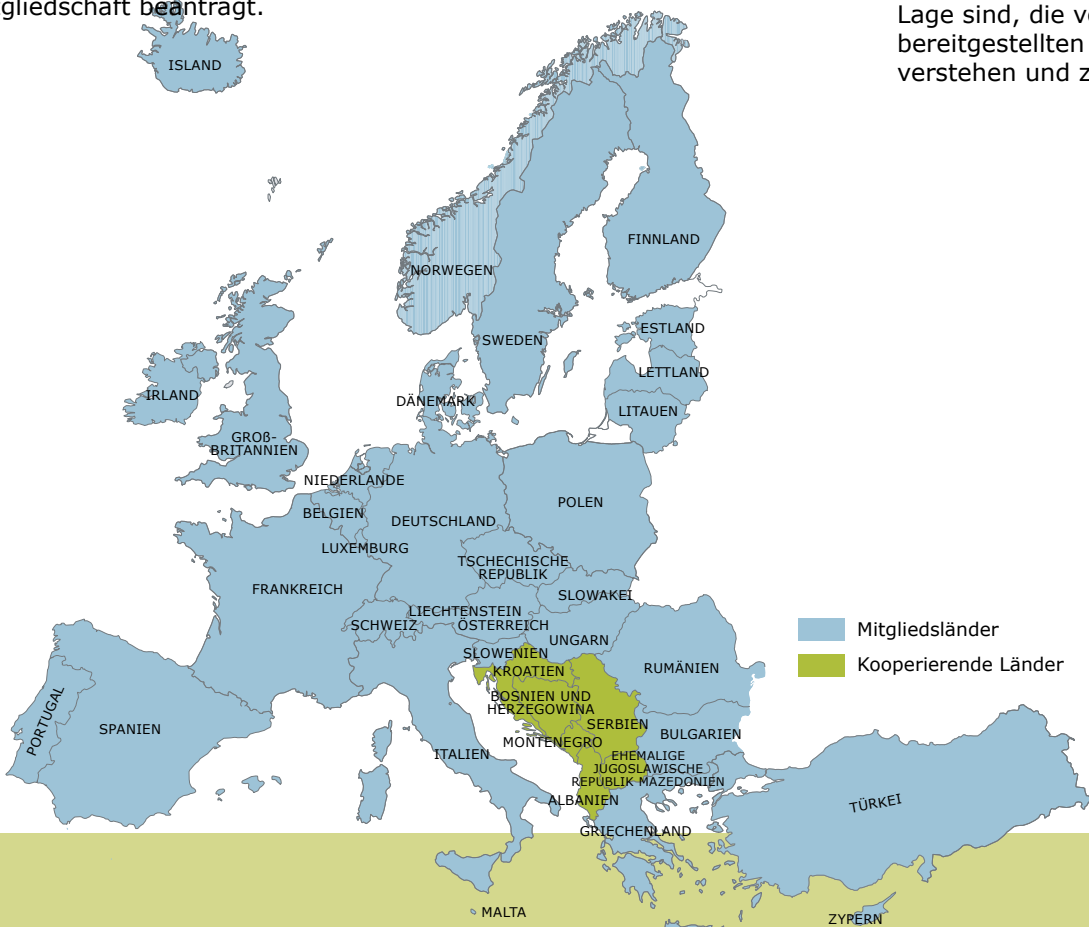 gliedschaft beantragt.
Lage sind, die v
bereitgestellten
verstehen und z
ISLAND
FINNLAND
NORWEGEN
ESTLAND
SWEDEN
LETTLAND
IRLAND
DÄNEMARK
LITAUEN
GROß-
BRITANNIEN
NIEDERLANDE
POLEN
BELGIEN
DEUTSCHLAND
LUXEMBURG
TSCHECHISCHE
REPUBLIK
FRANKREICH
SLOWAKEI
LIECHTENSTEIN
SCHWEIZ
ÖSTERREICH
Mitgliedsländer
UNGARN
SLOWENIEN
Kooperierende Länder
KROATIEN
RUMÄNIEN
BOSNIEN UND
HERZEGOWINA
PORTUGAL
SERBIEN
SPANIEN
BULGARIEN
MONTENEGRO
ITALIEN
EHEMALIGE
JUGOSLAWISCHE
REPUBLIK MAZEDONIEN
ALBANIEN
TÜRKEI
GRIECHENLAND
MALTA
ZYPERN